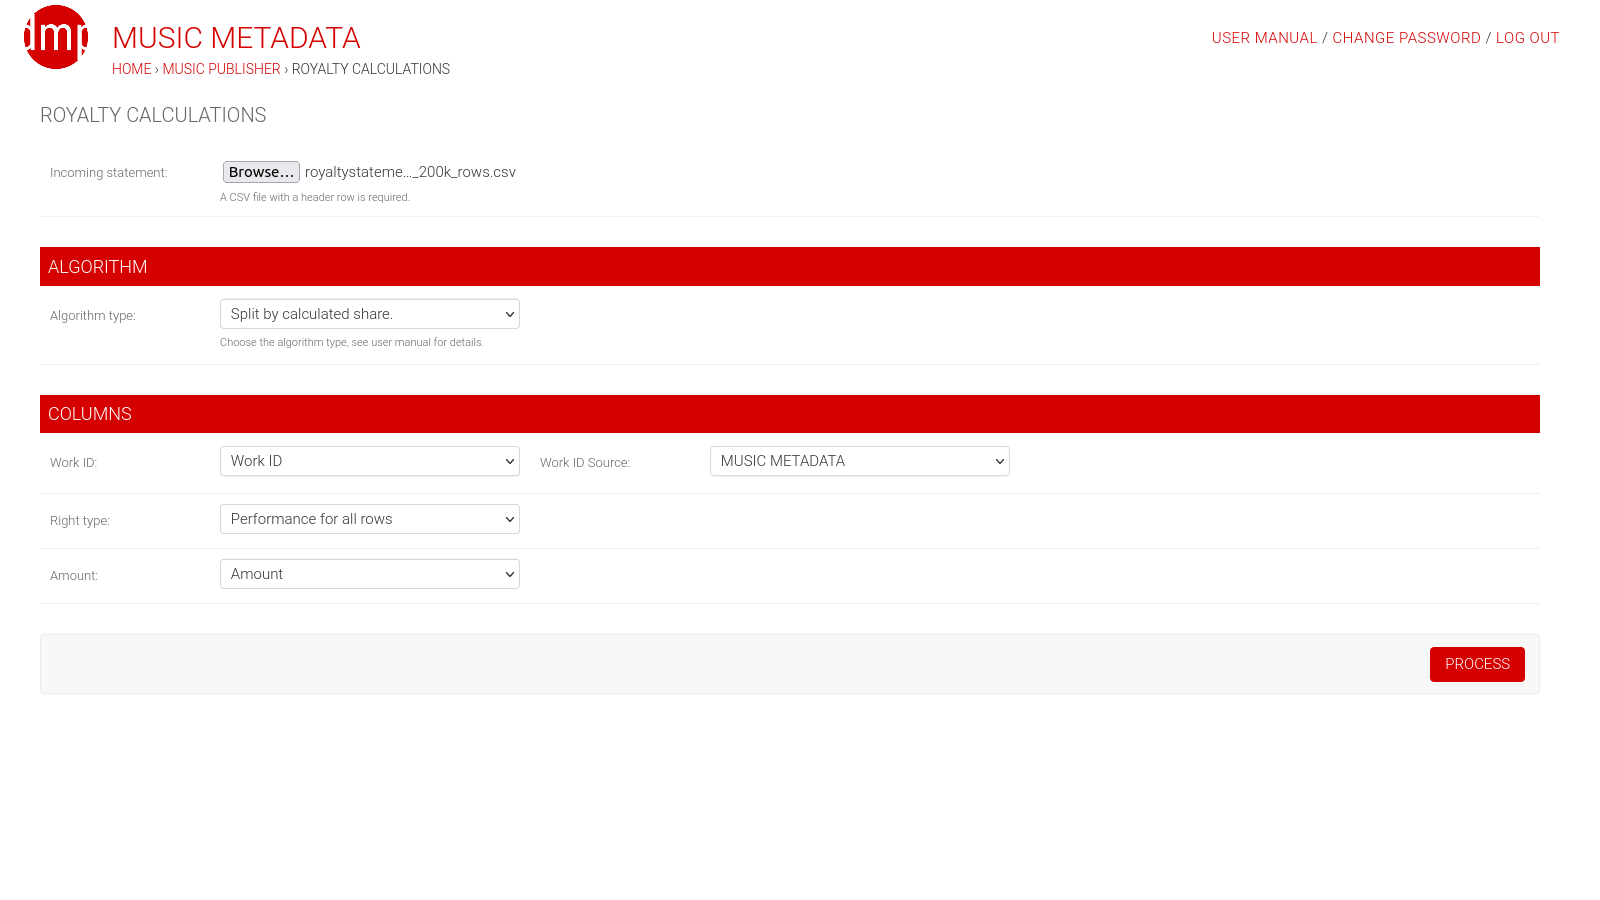 dmp
MUSIC METADATA
USER MANUAL / CHANGE PASSWORD / LOG OUT
HOME › MUSIC PUBLISHER › ROYALTY CALCULATIONS
ROYALTY CALCULATIONS
Incoming statement: Browse... royaltystateme..._200k_rows.csv
A CSV file with a header row is required.
ALGORITHM
Algorithm type: Split by calculated share.
Choose the algorithm type, see user manual for details.
COLUMNS
Work ID: Work ID Work ID Source: MUSIC METADATA
Right type: Performance for all rows
Amount: Amount
PROCESS